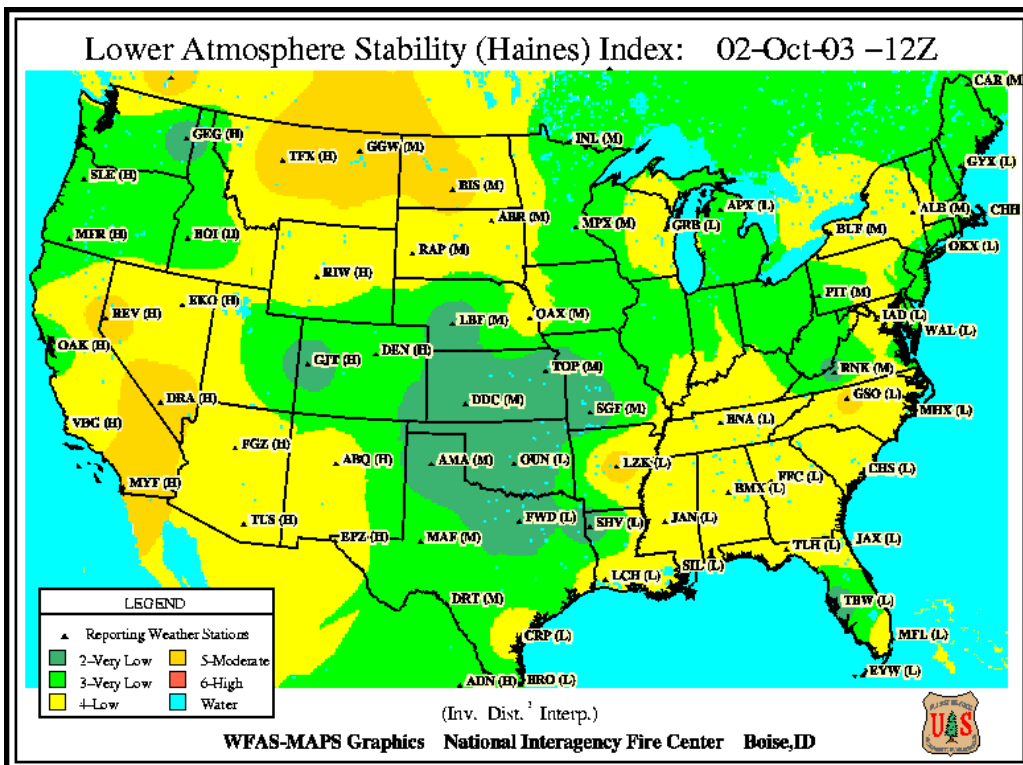 Lower Atmosphere Stability (Haines) Index: 02-Oct-03 -12Z
CAR (M
GEG (H)
INL (M)
GGW (M)
TFX (H)
GYX (L)
SLE (H)
BIS (M)
APX (L)
ALB (M)
CHH
ABR (M)
MPX (M)
GRB (L)
MFR (H)
BOI (H)
BUF (M)
OKX (L)
RAP (M)
RIW (H)
PIT (M)
EKO (H)
REV (H)
LBF (M)
OAX (M)
IAD (L)
WAL (L)
OAK (H)
GJT (H)
DEN (H)
TOP (M)
RNK (M)
DRA (H)
DDC (M)
SGF (M)
GSO (L)
MHX (L)
VBG (H)
BNA (L)
FGZ (H)
ABQ (H)
AMA (M)
OUN (L)
LZK (L)
CHS (L)
MYF (H)
FFC (L)
BMX (L)
TUS (H)
FWD (L)
SHV (L)
JAN (L)
EPZ (H)
MAF (M)
TLH (L)
JAX (L)
SIL (L)
LCH (L)
DRT (M)
TBW (L)
CRP (L)
MFL (L)
EYW (L)
ADN (H)
BRO (L)
LEGEND
Reporting Weather Stations
2-Very Low 5-Moderate
3-Very Low 6-High
4-Low Water
(Inv. Dist.² Interp.)
WFAS-MAPS Graphics National Interagency Fire Center Boise,ID
U S